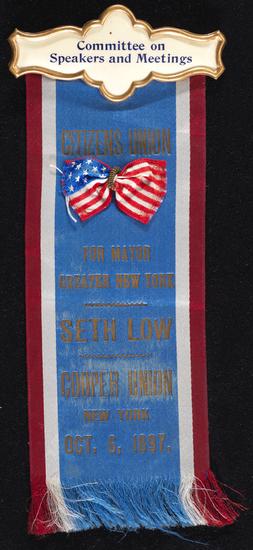 Committee on
Speakers and Meetings
CITIZENS UNION
FOR MAYOR
GREATER NEW YORK
SETH LOW
COOPER UNION
NEW YORK
OCT. 6, 1897.